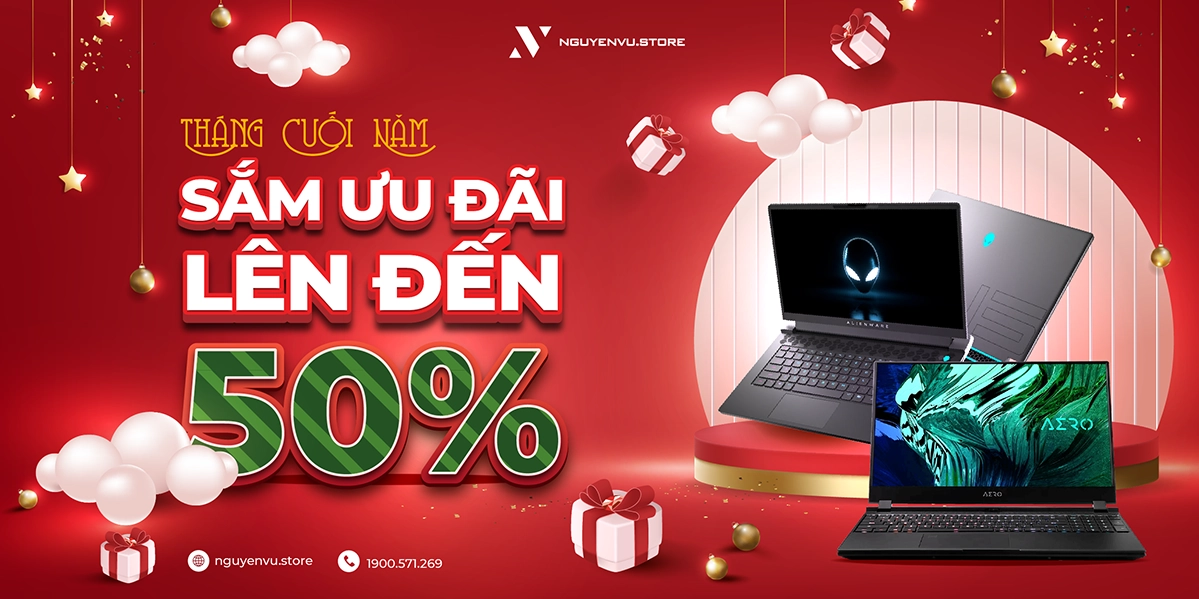 NGUYENVU.STORE
THÁNG CUỐI NĂM
SẮM ƯU ĐÃI
LÊN ĐẾN
50%
ALIENWARE
AERO
AERO
nguyenvu.store
1900.571.269